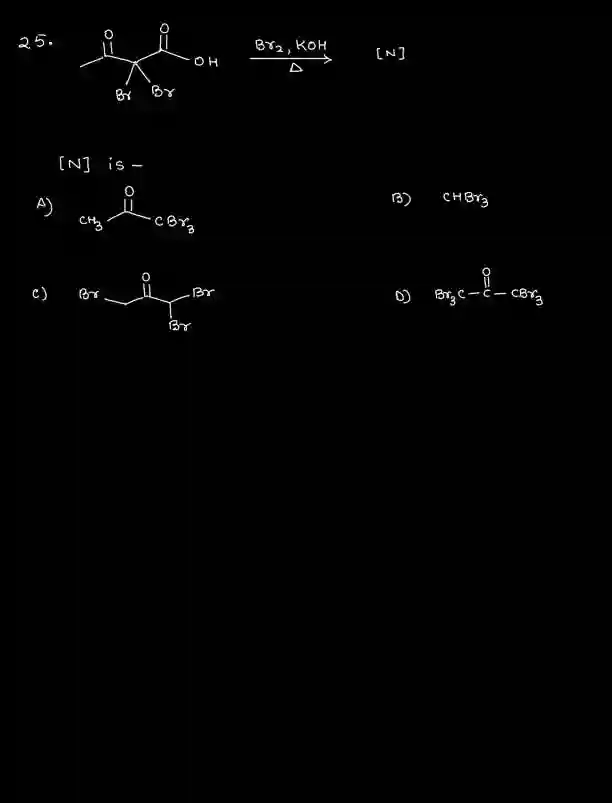 25. O O OH Br Br Br2, KOH Δ [N]
[N] is –
A) CH3 O CBr3 B) CHBr3
C) Br O Br Br D) Br3C – C – CBr3 O